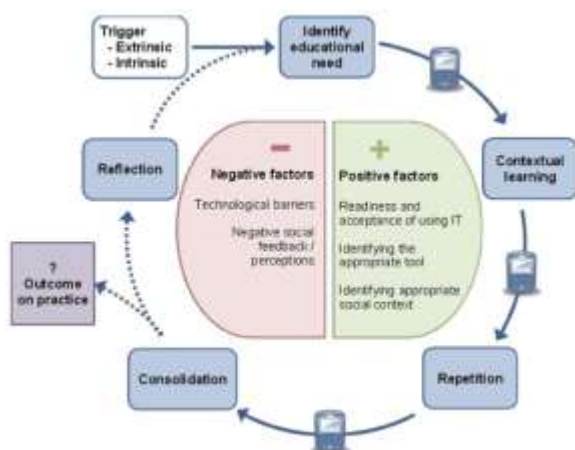 Trigger
- Extrinsic
- Intrinsic
Identify
educational
need
Contextual
learning
Repetition
Consolidation
?
Outcome
on practice
Reflection
−
Negative factors
Technological barriers
Negative social
feedback /
perceptions
+
Positive factors
Readiness and
acceptance of using IT
Identifying the
appropriate tool
Identifying appropriate
social context